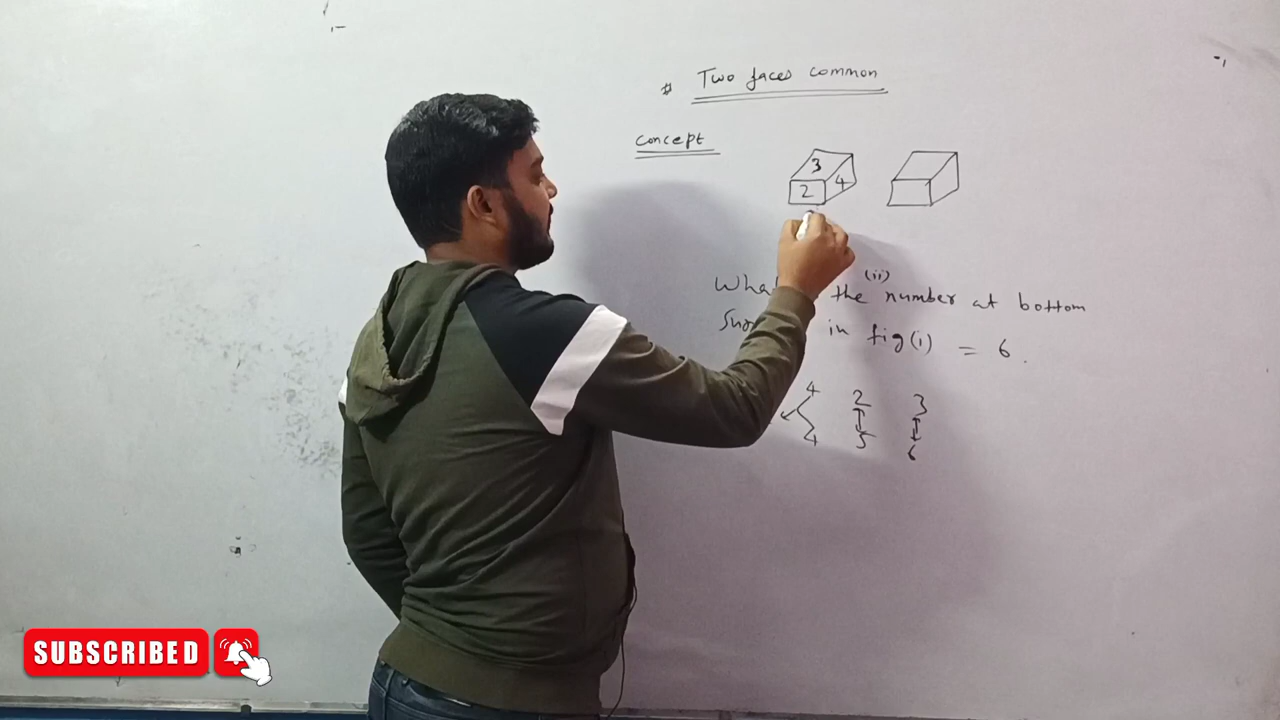 # Two faces common
concept
3
2 4
(ii)
the number at bottom
in fig(i) = 6.
4 2 3
4 5 6
SUBSCRIBED